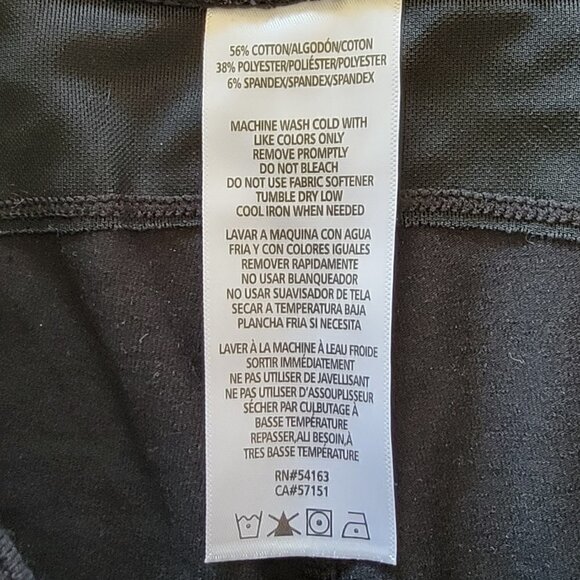 56% COTTON/ALGODÓN/COTON
38% POLYESTER/POLIÉSTER/POLYESTER
6% SPANDEX/SPANDEX/SPANDEX
MACHINE WASH COLD WITH
LIKE COLORS ONLY
REMOVE PROMPTLY
DO NOT BLEACH
DO NOT USE FABRIC SOFTENER
TUMBLE DRY LOW
COOL IRON WHEN NEEDED
LAVAR A MAQUINA CON AGUA
FRIA Y CON COLORES IGUALES
REMOVER RAPIDAMENTE
NO USAR BLANQUEADOR
NO USAR SUAVISADOR DE TELA
SECAR A TEMPERATURA BAJA
PLANCHA FRIA SI NECESITA
LAVER À LA MACHINE À LEAU FROIDE
SORTIR IMMÉDIATEMENT
NE PAS UTILISER DE JAVELLISANT
NE PAS UTILISER D'ASSOUPLISSEUR
SÉCHER PAR CULBUTAGE À
BASSE TEMPÉRATURE
REPASSER,ALI BESOIN,À
TRES BASSE TEMPÉRATURE
RN#54163
CA#57151